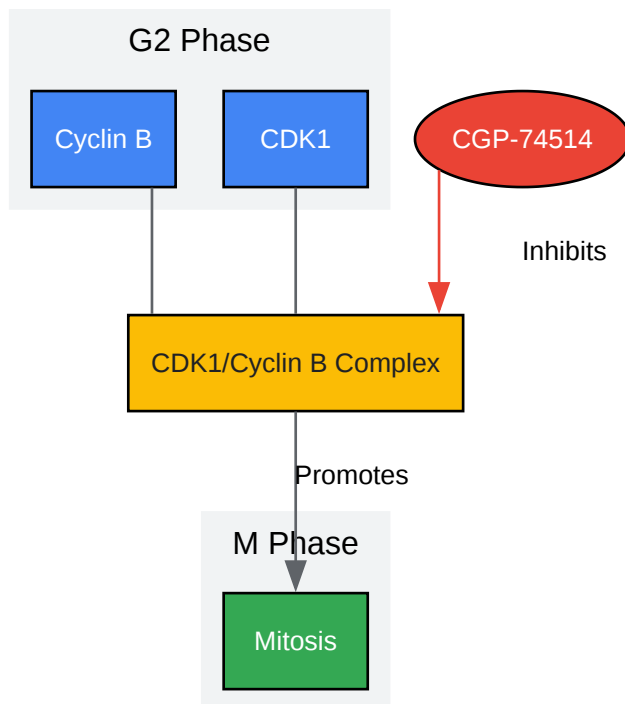 G2 Phase
Cyclin B
CDK1
CGP-74514
Inhibits
CDK1/Cyclin B Complex
Promotes
M Phase
Mitosis